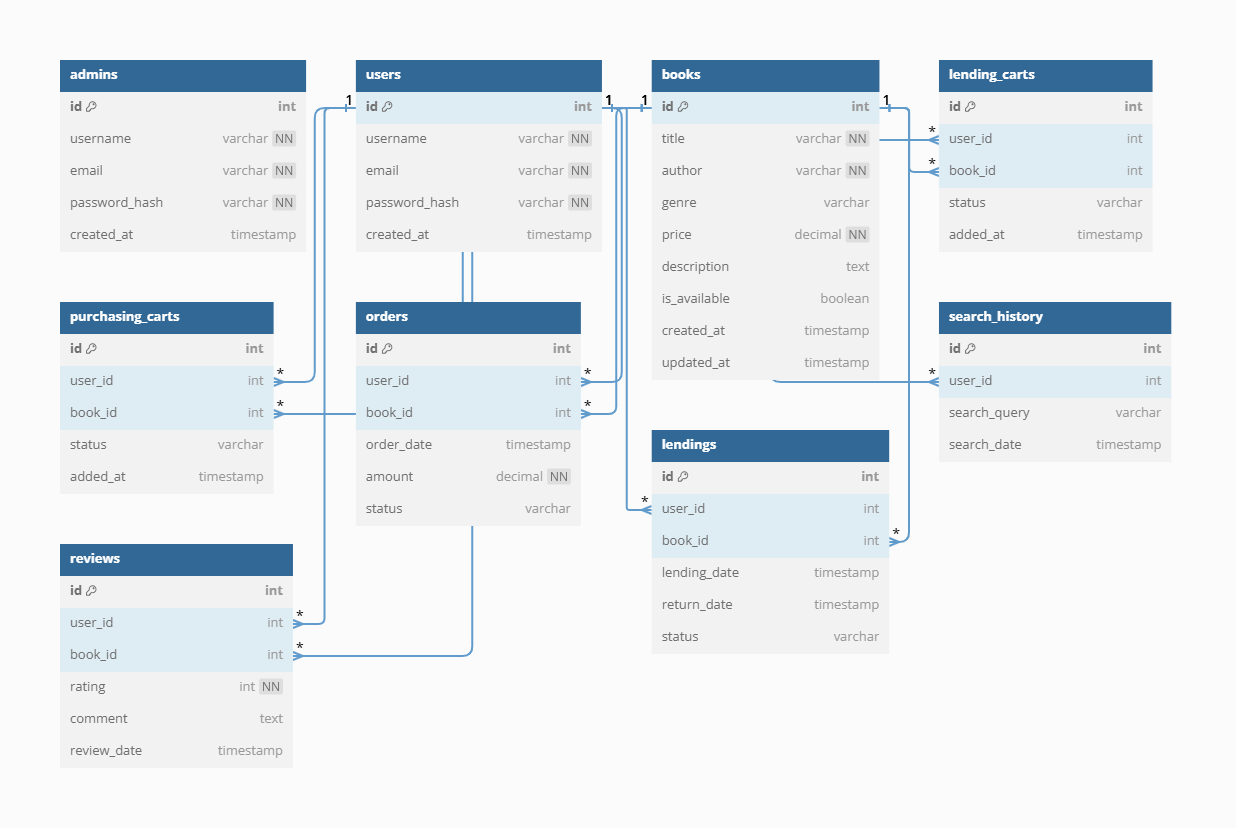 admins
id int
username varchar NN
email varchar NN
password_hash varchar NN
created_at timestamp
users
1 id int 1
username varchar NN
email varchar NN
password_hash varchar NN
created_at timestamp
books
1 id int 1
title varchar NN
author varchar NN
genre varchar
price decimal NN
description text
is_available boolean
created_at timestamp
updated_at timestamp
lending_carts
id int
* user_id int
* book_id int
status varchar
added_at timestamp
purchasing_carts
id int
user_id int *
book_id int *
status varchar
added_at timestamp
orders
id int
user_id int *
book_id int *
order_date timestamp
amount decimal NN
status varchar
search_history
id int
* user_id int
search_query varchar
search_date timestamp
lendings
id int
* user_id int
book_id int *
lending_date timestamp
return_date timestamp
status varchar
reviews
id int
user_id int *
book_id int *
rating int NN
comment text
review_date timestamp